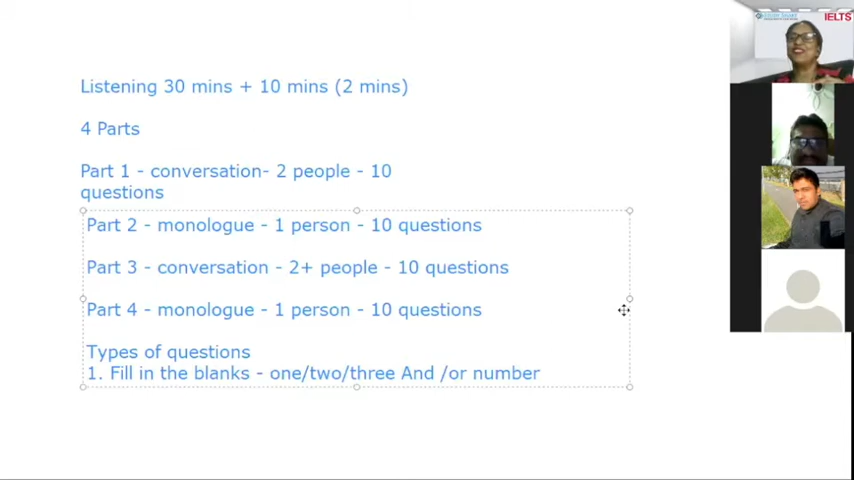 IELTS
Listening 30 mins + 10 mins (2 mins)
4 Parts
Part 1 - conversation- 2 people - 10
questions
Part 2 - monologue - 1 person - 10 questions
Part 3 - conversation - 2+ people - 10 questions
Part 4 - monologue - 1 person - 10 questions
Types of questions
1. Fill in the blanks - one/two/three And /or number